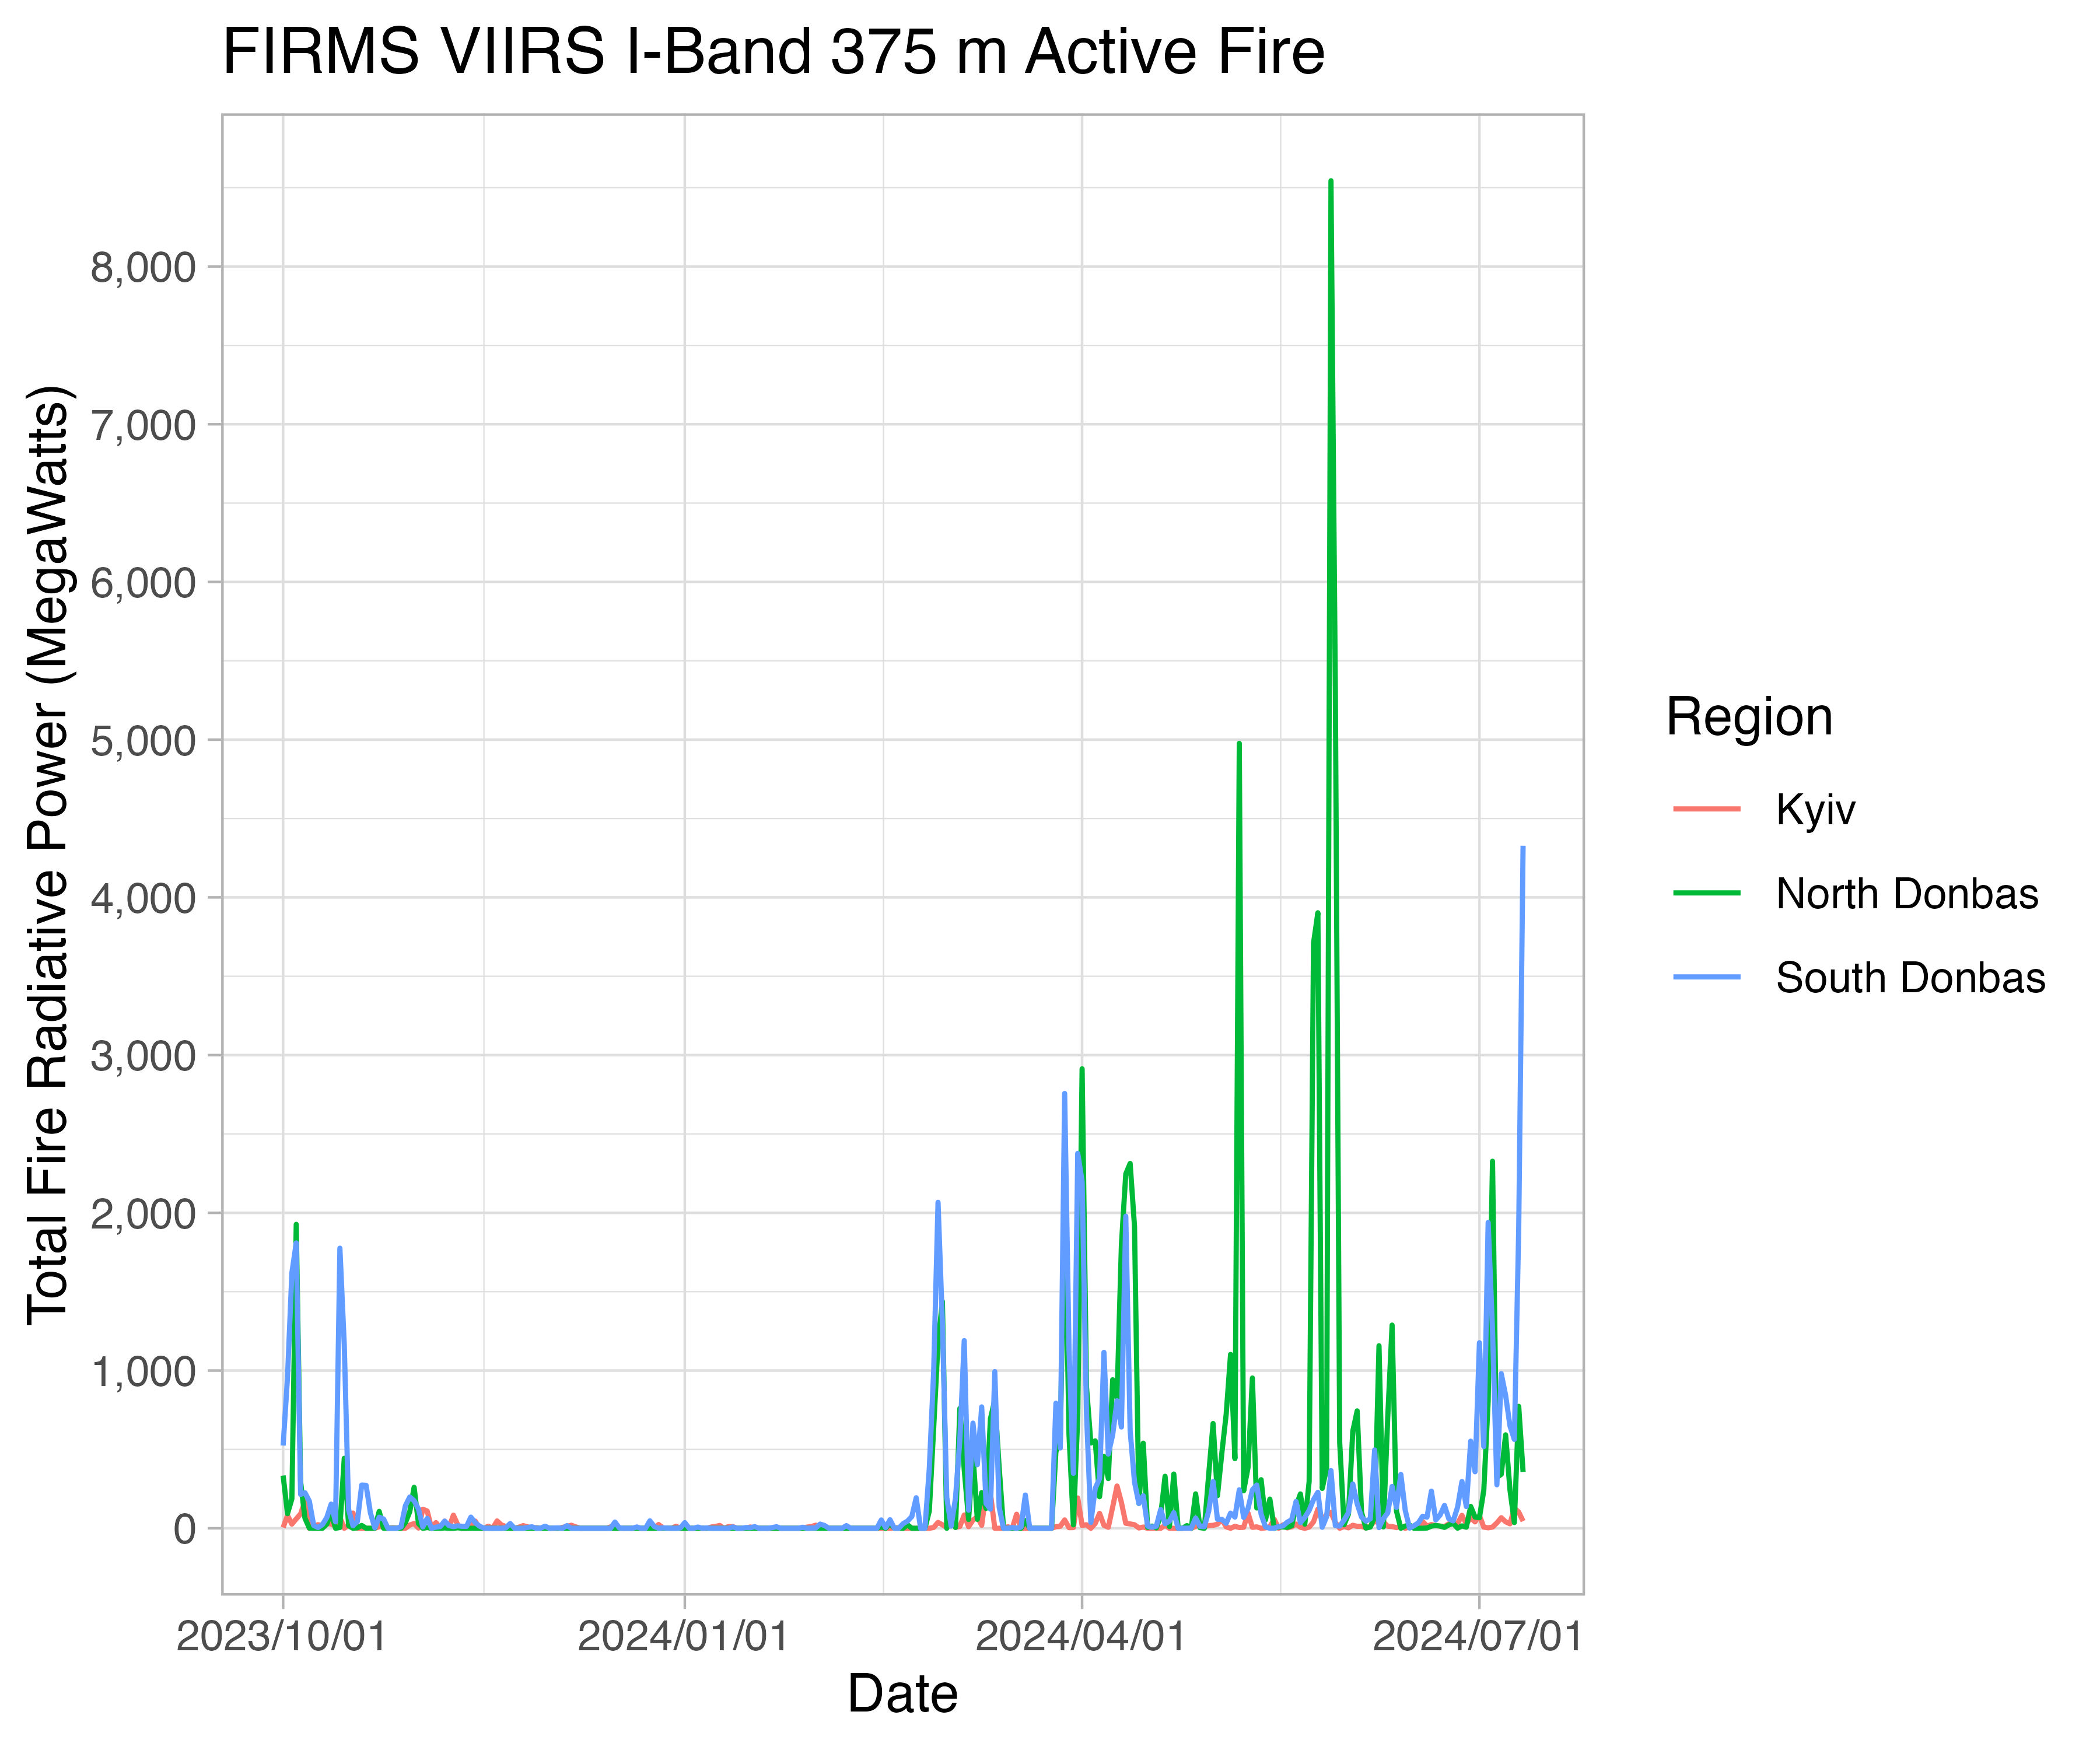 FIRMS VIIRS I-Band 375 m Active Fire
Total Fire Radiative Power (MegaWatts)
8,000
7,000
6,000
5,000
4,000
3,000
2,000
1,000
0
2023/10/01
2024/01/01
2024/04/01
2024/07/01
Date
Region
Kyiv
North Donbas
South Donbas